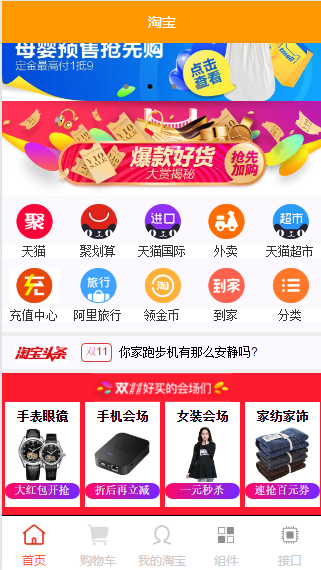 淘宝
母婴预售抢先购
定金最高付1抵9
点击
查看
爆款好货
大赏揭秘
抢先
加购
聚
进口
超市
天猫
聚划算
天猫国际
外卖
天猫超市
充
旅行
淘
到家
充值中心
阿里旅行
领金币
到家
分类
淘宝头条
双11
你家跑步机有那么安静吗?
好买的会场们
手表眼镜
手机会场
女装会场
家纺家饰
大红包开抢
折后再立减
一元秒杀
速抢百元券
首页
购物车
我的淘宝
组件
接口